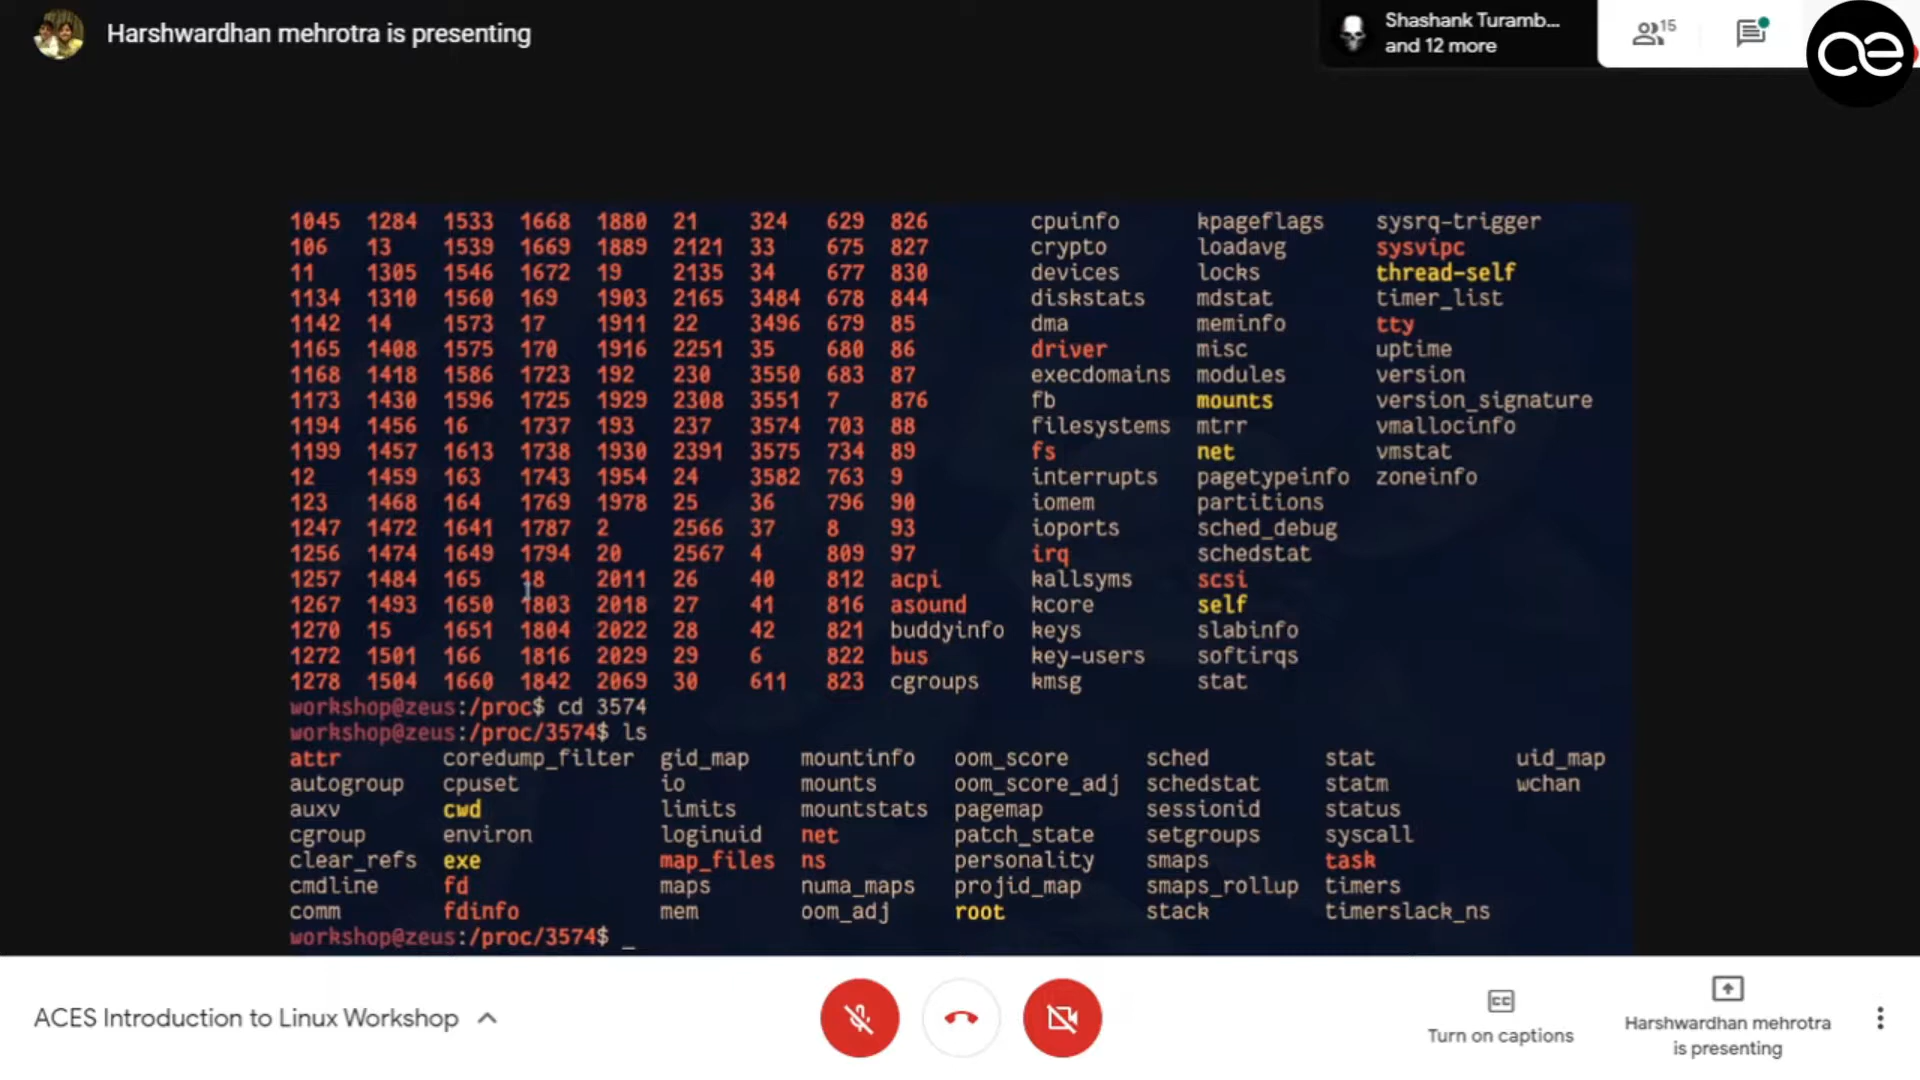 Harshwardhan mehrotra is presenting
Shashank Turamb...
and 12 more
15
1045 1284 1533 1668 1880 21 324 629 826 cpuinfo kpageflags sysrq-trigger
106 13 1539 1669 1889 2121 33 675 827 crypto loadavg sysvipc
11 1305 1546 1672 19 2135 34 677 830 devices locks thread-self
1134 1310 1560 169 1903 2165 3484 678 844 diskstats mdstat timer_list
1142 14 1573 17 1911 22 3496 679 85 dma meminfo tty
1165 1408 1575 170 1916 2251 35 680 86 driver misc uptime
1168 1418 1586 1723 192 230 3550 683 87 execdomains modules version
1173 1430 1596 1725 1929 2308 3551 7 876 fb mounts version_signature
1194 1456 16 1737 193 237 3574 703 88 filesystems mtrr vmallocinfo
1199 1457 1613 1738 1930 2391 3575 734 89 fs net vmstat
12 1459 163 1743 1954 24 3582 763 9 interrupts pagetypeinfo zoneinfo
123 1468 164 1769 1978 25 36 796 90 iomem partitions
1247 1472 1641 1787 2 2566 37 8 93 ioports sched_debug
1256 1474 1649 1794 20 2567 4 809 97 irq schedstat
1257 1484 165 18 2011 26 40 812 acpi kallsyms scsi
1267 1493 1650 1803 2018 27 41 816 asound kcore self
1270 15 1651 1804 2022 28 42 821 buddyinfo keys slabinfo
1272 1501 166 1816 2029 29 6 822 bus key-users softirqs
1278 1504 1660 1842 2069 30 611 823 cgroups kmsg stat
workshop@zeus:/proc$ cd 3574
workshop@zeus:/proc/3574$ ls
attr coredump_filter gid_map mountinfo oom_score sched stat uid_map
autogroup cpuset io mounts oom_score_adj schedstat statm wchan
auxv cwd limits mountstats pagemap sessionid status
cgroup environ loginuid net patch_state setgroups syscall
clear_refs exe map_files ns personality smaps task
cmdline fd maps numa_maps projid_map smaps_rollup timers
comm fdinfo mem oom_adj root stack timerslack_ns
workshop@zeus:/proc/3574$ _
ACES Introduction to Linux Workshop
CC
Turn on captions
Harshwardhan mehrotra
is presenting